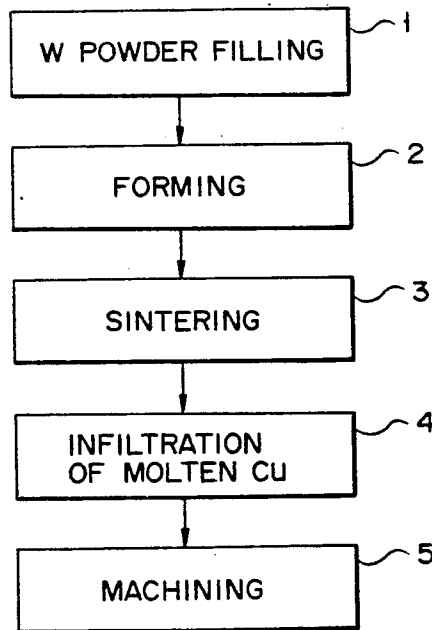 1
W POWDER FILLING
2
FORMING
3
SINTERING
4
INFILTRATION
OF MOLTEN CU
5
MACHINING